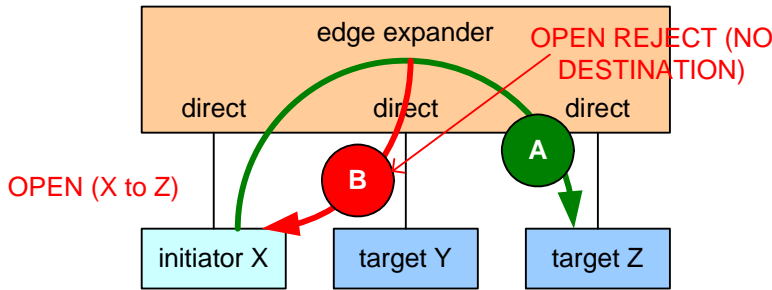 edge expander
OPEN REJECT (NO
DESTINATION)
direct
direct
direct
A
B
OPEN (X to Z)
initiator X
target Y
target Z